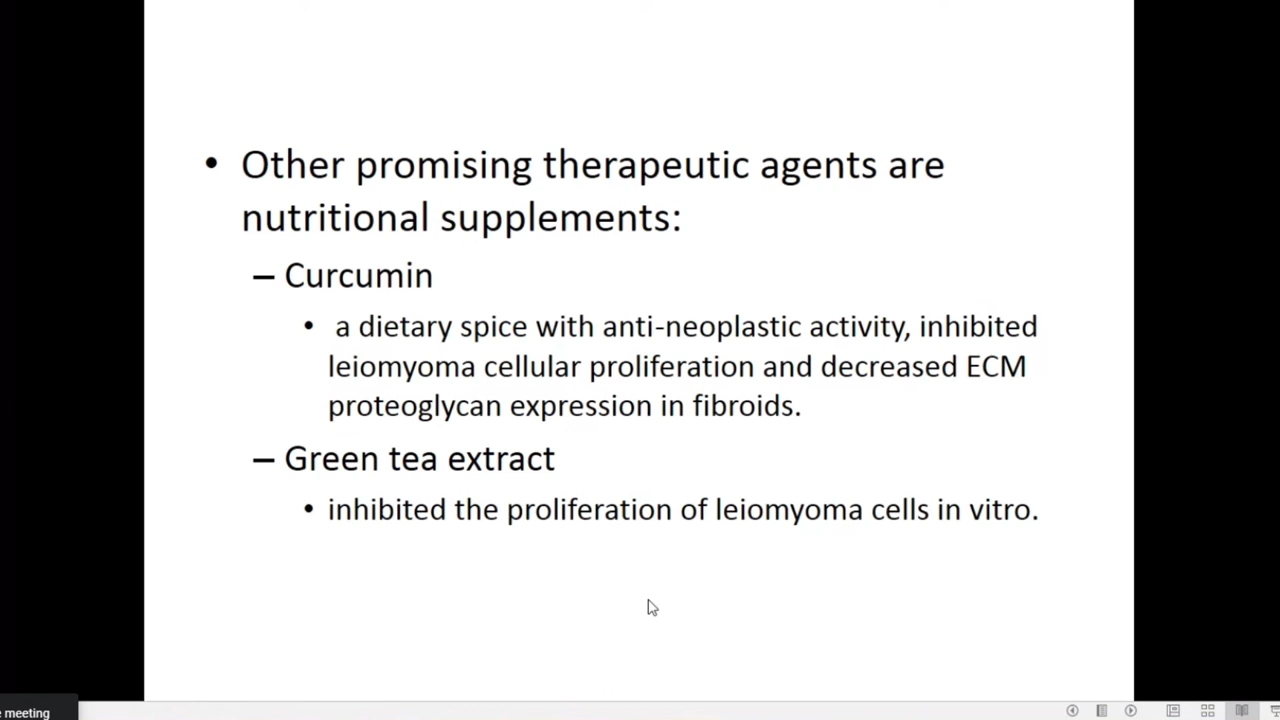 • Other promising therapeutic agents are
nutritional supplements:
– Curcumin
• a dietary spice with anti-neoplastic activity, inhibited
leiomyoma cellular proliferation and decreased ECM
proteoglycan expression in fibroids.
– Green tea extract
• inhibited the proliferation of leiomyoma cells in vitro.
meeting